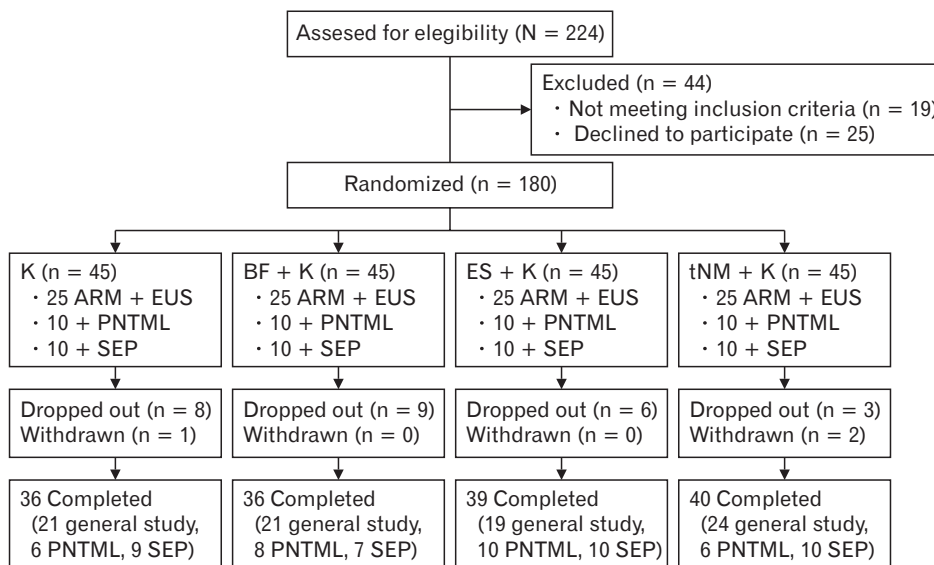 Assesed for elegibility (N = 224)
Excluded (n = 44)
· Not meeting inclusion criteria (n = 19)
· Declined to participate (n = 25)
Randomized (n = 180)
K (n = 45)
· 25 ARM + EUS
· 10 + PNTML
· 10 + SEP
BF + K (n = 45)
· 25 ARM + EUS
· 10 + PNTML
· 10 + SEP
ES + K (n = 45)
· 25 ARM + EUS
· 10 + PNTML
· 10 + SEP
tNM + K (n = 45)
· 25 ARM + EUS
· 10 + PNTML
· 10 + SEP
Dropped out (n = 8)
Withdrawn (n = 1)
Dropped out (n = 9)
Withdrawn (n = 0)
Dropped out (n = 6)
Withdrawn (n = 0)
Dropped out (n = 3)
Withdrawn (n = 2)
36 Completed
(21 general study,
6 PNTML, 9 SEP)
36 Completed
(21 general study,
8 PNTML, 7 SEP)
39 Completed
(19 general study,
10 PNTML, 10 SEP)
40 Completed
(24 general study,
6 PNTML, 10 SEP)